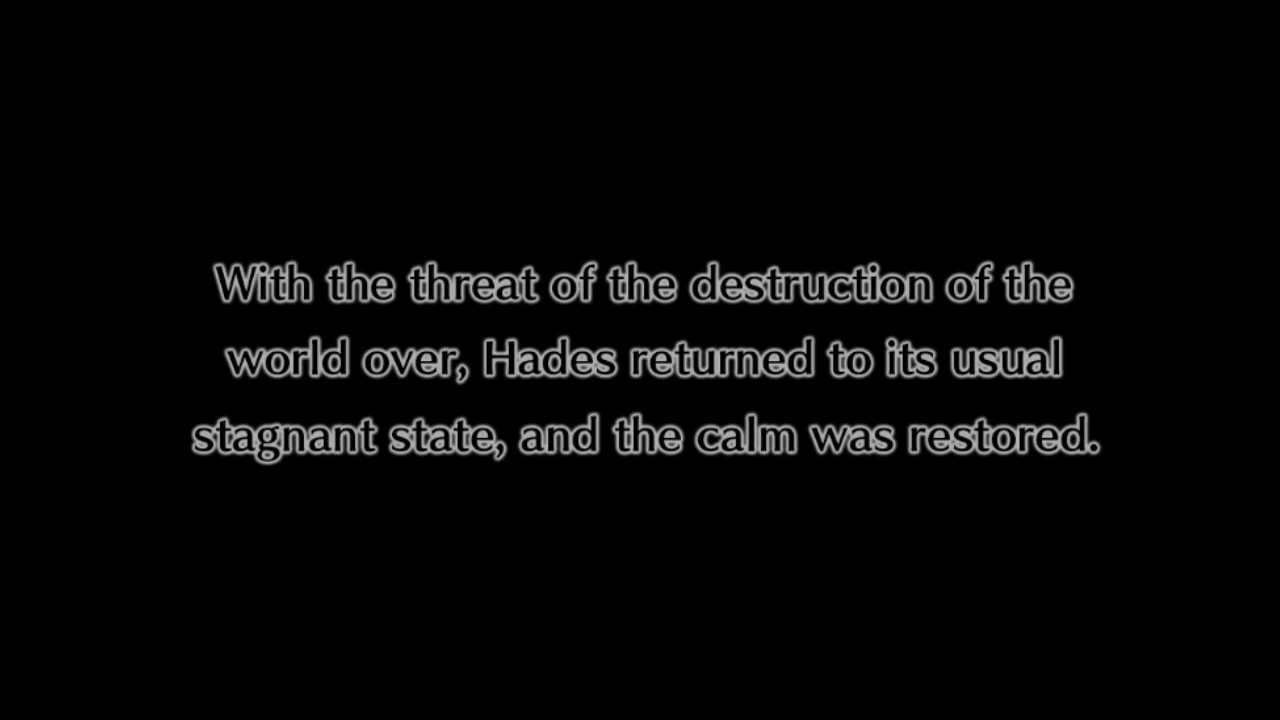 With the threat of the destruction of the
world over, Hades returned to its usual
stagnant state, and the calm was restored.